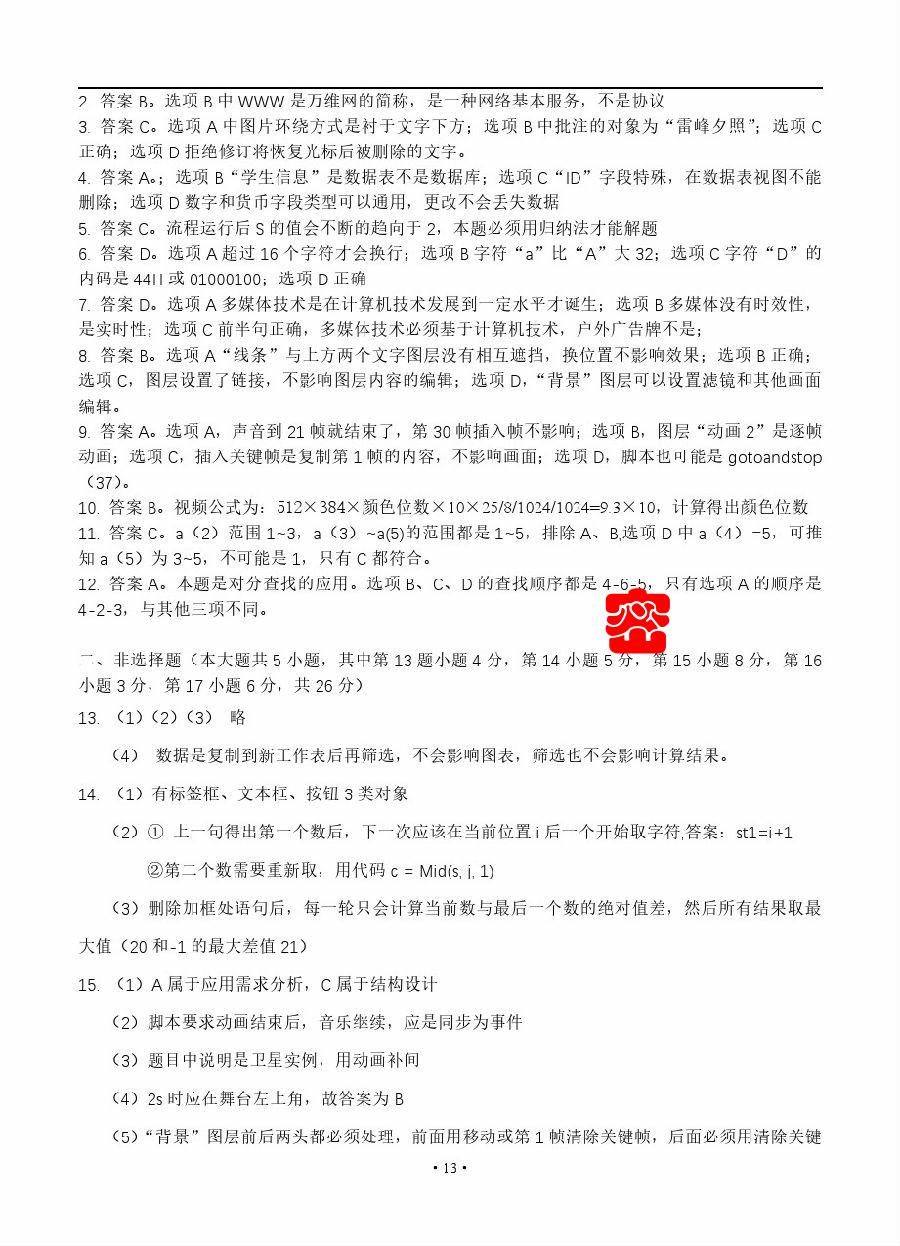 2. 答案 B。选项 B 中 WWW 是万维网的简称，是一种网络基本服务，不是协议
3. 答案 C。选项 A 中图片环绕方式是衬于文字下方；选项 B 中批注的对象为“雷峰夕照”；选项 C
正确；选项 D 拒绝修订将恢复光标后被删除的文字。
4. 答案 A。；选项 B“学生信息”是数据表不是数据库；选项 C“ID”字段特殊，在数据表视图不能
删除；选项 D 数字和货币字段类型可以通用，更改不会丢失数据
5. 答案 C。流程运行后 S 的值会不断的趋向于 2，本题必须用归纳法才能解题
6. 答案 D。选项 A 超过 16 个字符才会换行；选项 B 字符“a”比“A”大 32；选项 C 字符“D”的
内码是 44H 或 01000100；选项 D 正确
7. 答案 D。选项 A 多媒体技术是在计算机技术发展到一定水平才诞生；选项 B 多媒体没有时效性，
是实时性；选项 C 前半句正确，多媒体技术必须基于计算机技术，户外广告牌不是；
8. 答案 B。选项 A“线条”与上方两个文字图层没有相互遮挡，换位置不影响效果；选项 B 正确；
选项 C，图层设置了链接，不影响图层内容的编辑；选项 D，“背景”图层可以设置滤镜和其他画面
编辑。
9. 答案 A。选项 A，声音到 21 帧就结束了，第 30 帧插入帧不影响；选项 B，图层“动画 2”是逐帧
动画；选项 C，插入关键帧是复制第 1 帧的内容，不影响画面；选项 D，脚本也可能是 gotoandstop
（37）。
10. 答案 B。视频公式为：512×384×颜色位数×10×25/8/1024/1024=9.3×10，计算得出颜色位数
11. 答案 C。a（2）范围 1~3，a（3）~a(5)的范围都是 1~5，排除 A、B,选项 D 中 a（4）=5，可推
知 a（5）为 3~5，不可能是 1，只有 C 都符合。
12. 答案 A。本题是对分查找的应用。选项 B、C、D 的查找顺序都是 4-6-5，只有选项 A 的顺序是
4-2-3，与其他三项不同。
二、非选择题（本大题共 5 小题，其中第 13 题小题 4 分，第 14 小题 5 分，第 15 小题 8 分，第 16
小题 3 分，第 17 小题 6 分，共 26 分）
13. （1）（2）（3） 略
（4） 数据是复制到新工作表后再筛选，不会影响图表，筛选也不会影响计算结果。
14. （1）有标签框、文本框、按钮 3 类对象
（2）① 上一句得出第一个数后，下一次应该在当前位置 i 后一个开始取字符,答案：st1=i+1
②第二个数需要重新取，用代码 c = Mid(s, j, 1)
（3）删除加框处语句后，每一轮只会计算当前数与最后一个数的绝对值差，然后所有结果取最
大值（20 和-1 的最大差值 21）
15. （1）A 属于应用需求分析，C 属于结构设计
（2）脚本要求动画结束后，音乐继续，应是同步为事件
（3）题目中说明是卫星实例，用动画补间
（4）2s 时应在舞台左上角，故答案为 B
（5）“背景”图层前后两头都必须处理，前面用移动或第 1 帧清除关键帧，后面必须用清除关键
• 13 •